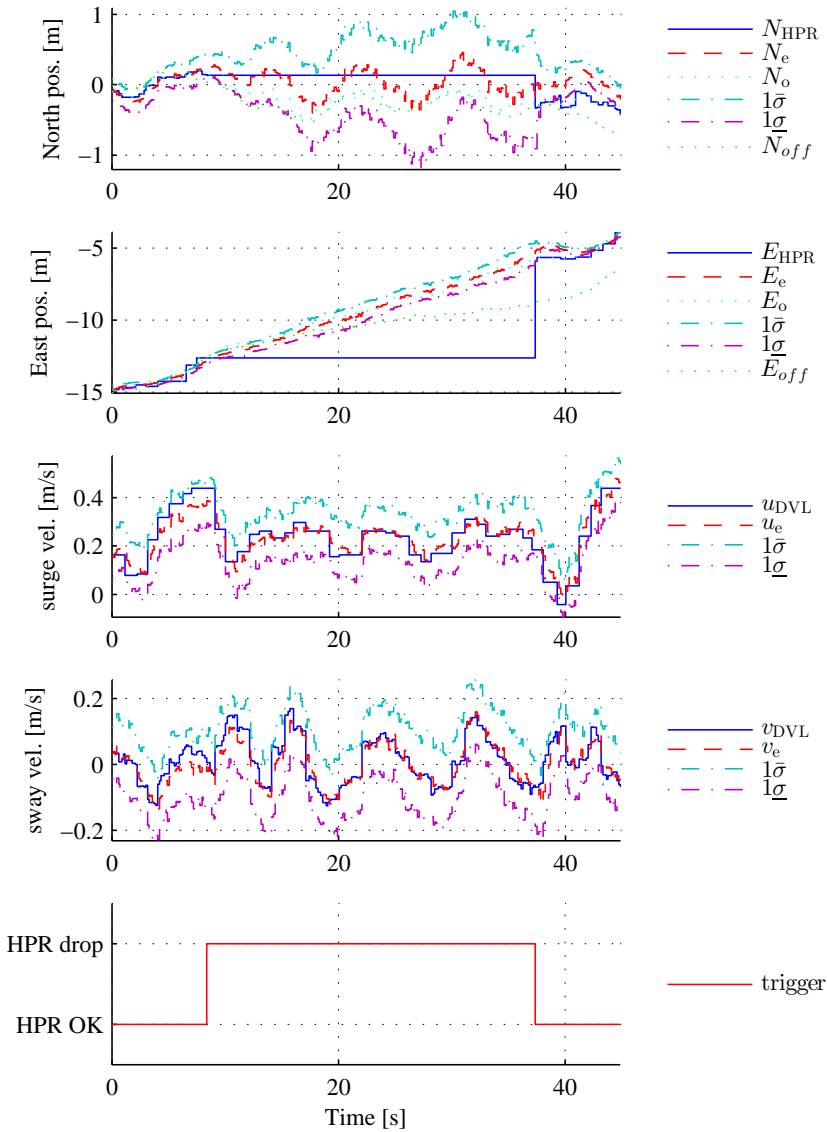 North pos. [m]
1
0
−1
0
20
40
N_HPR
N_e
N_o
1σ̄
1σ̲
N_off
East pos. [m]
−5
−10
−15
0
20
40
E_HPR
E_e
E_o
1σ̄
1σ̲
E_off
surge vel. [m/s]
0.4
0.2
0
0
20
40
u_DVL
u_e
1σ̄
1σ̲
sway vel. [m/s]
0.2
0
−0.2
0
20
40
v_DVL
v_e
1σ̄
1σ̲
HPR drop
HPR OK
0
20
40
Time [s]
trigger